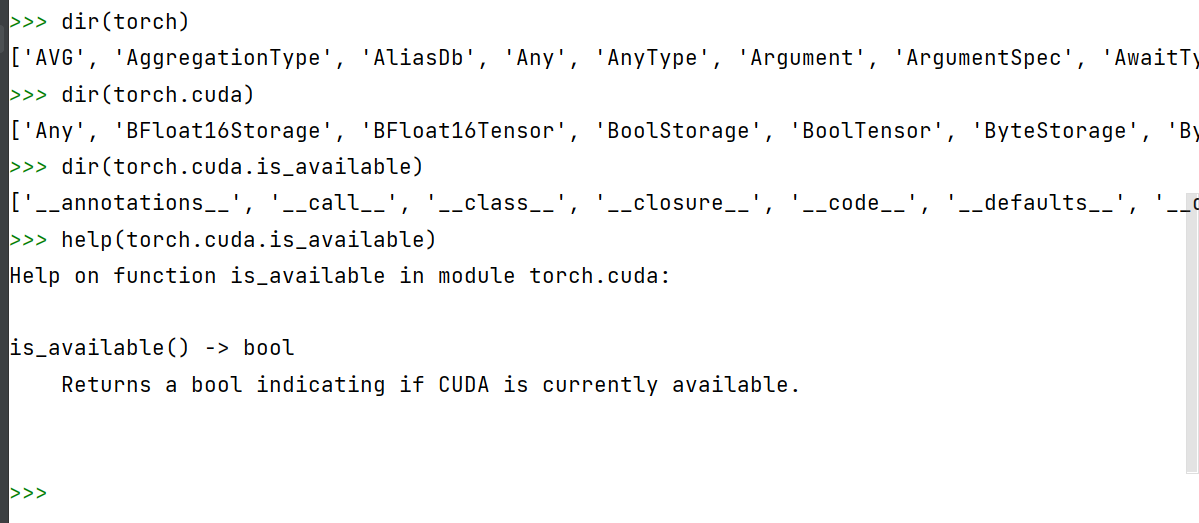 >>> dir(torch)
['AVG', 'AggregationType', 'AliasDb', 'Any', 'AnyType', 'Argument', 'ArgumentSpec', 'AwaitTy
>>> dir(torch.cuda)
['Any', 'BFloat16Storage', 'BFloat16Tensor', 'BoolStorage', 'BoolTensor', 'ByteStorage', 'By
>>> dir(torch.cuda.is_available)
['__annotations__', '__call__', '__class__', '__closure__', '__code__', '__defaults__', '__d
>>> help(torch.cuda.is_available)
Help on function is_available in module torch.cuda:
is_available() -> bool
    Returns a bool indicating if CUDA is currently available.
>>>